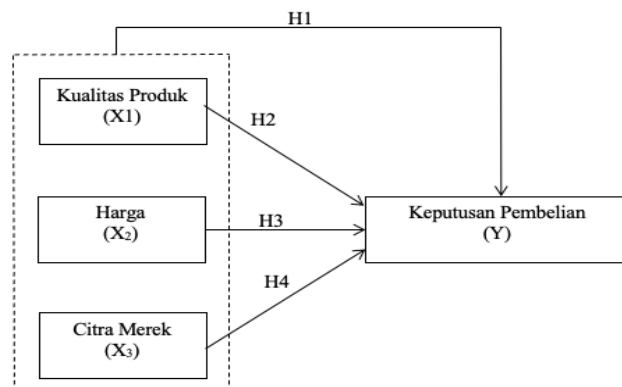 H1
Kualitas Produk
(X1)
H2
Harga
(X₂)
H3
Keputusan Pembelian
(Y)
H4
Citra Merek
(X₃)